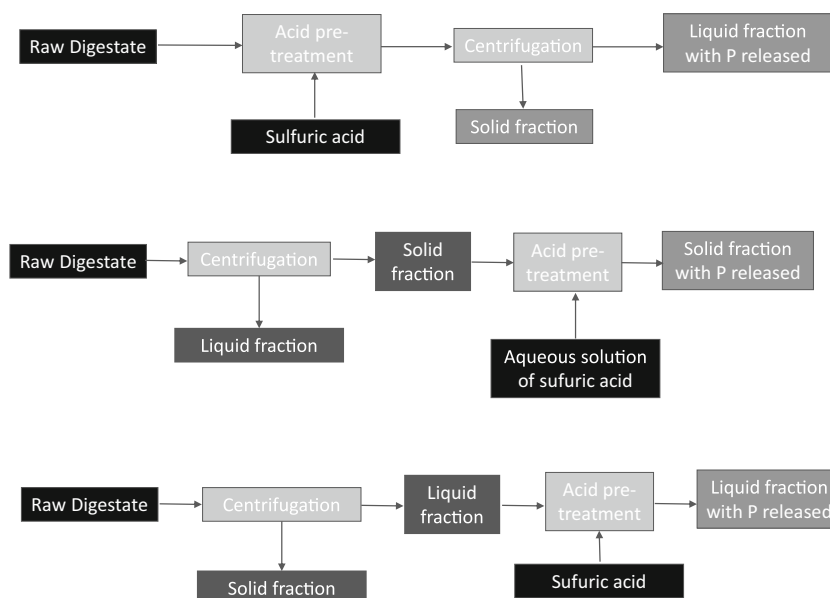 Raw Digestate
Acid pre-
treatment
Centrifugation
Liquid fraction
with P released
Sulfuric acid
Solid fraction
Raw Digestate
Centrifugation
Solid
fraction
Acid pre-
treatment
Solid fraction
with P released
Liquid fraction
Aqueous solution
of sufuric acid
Raw Digestate
Centrifugation
Liquid
fraction
Acid pre-
treatment
Liquid fraction
with P released
Solid fraction
Sufuric acid